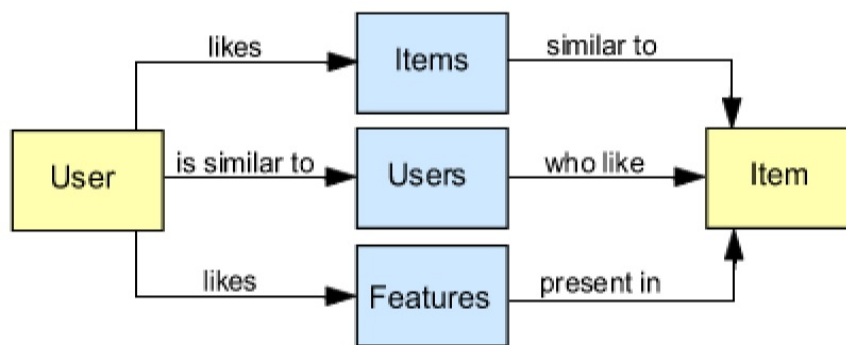 likes
Items
similar to
User
is similar to
Users
who like
Item
likes
Features
present in